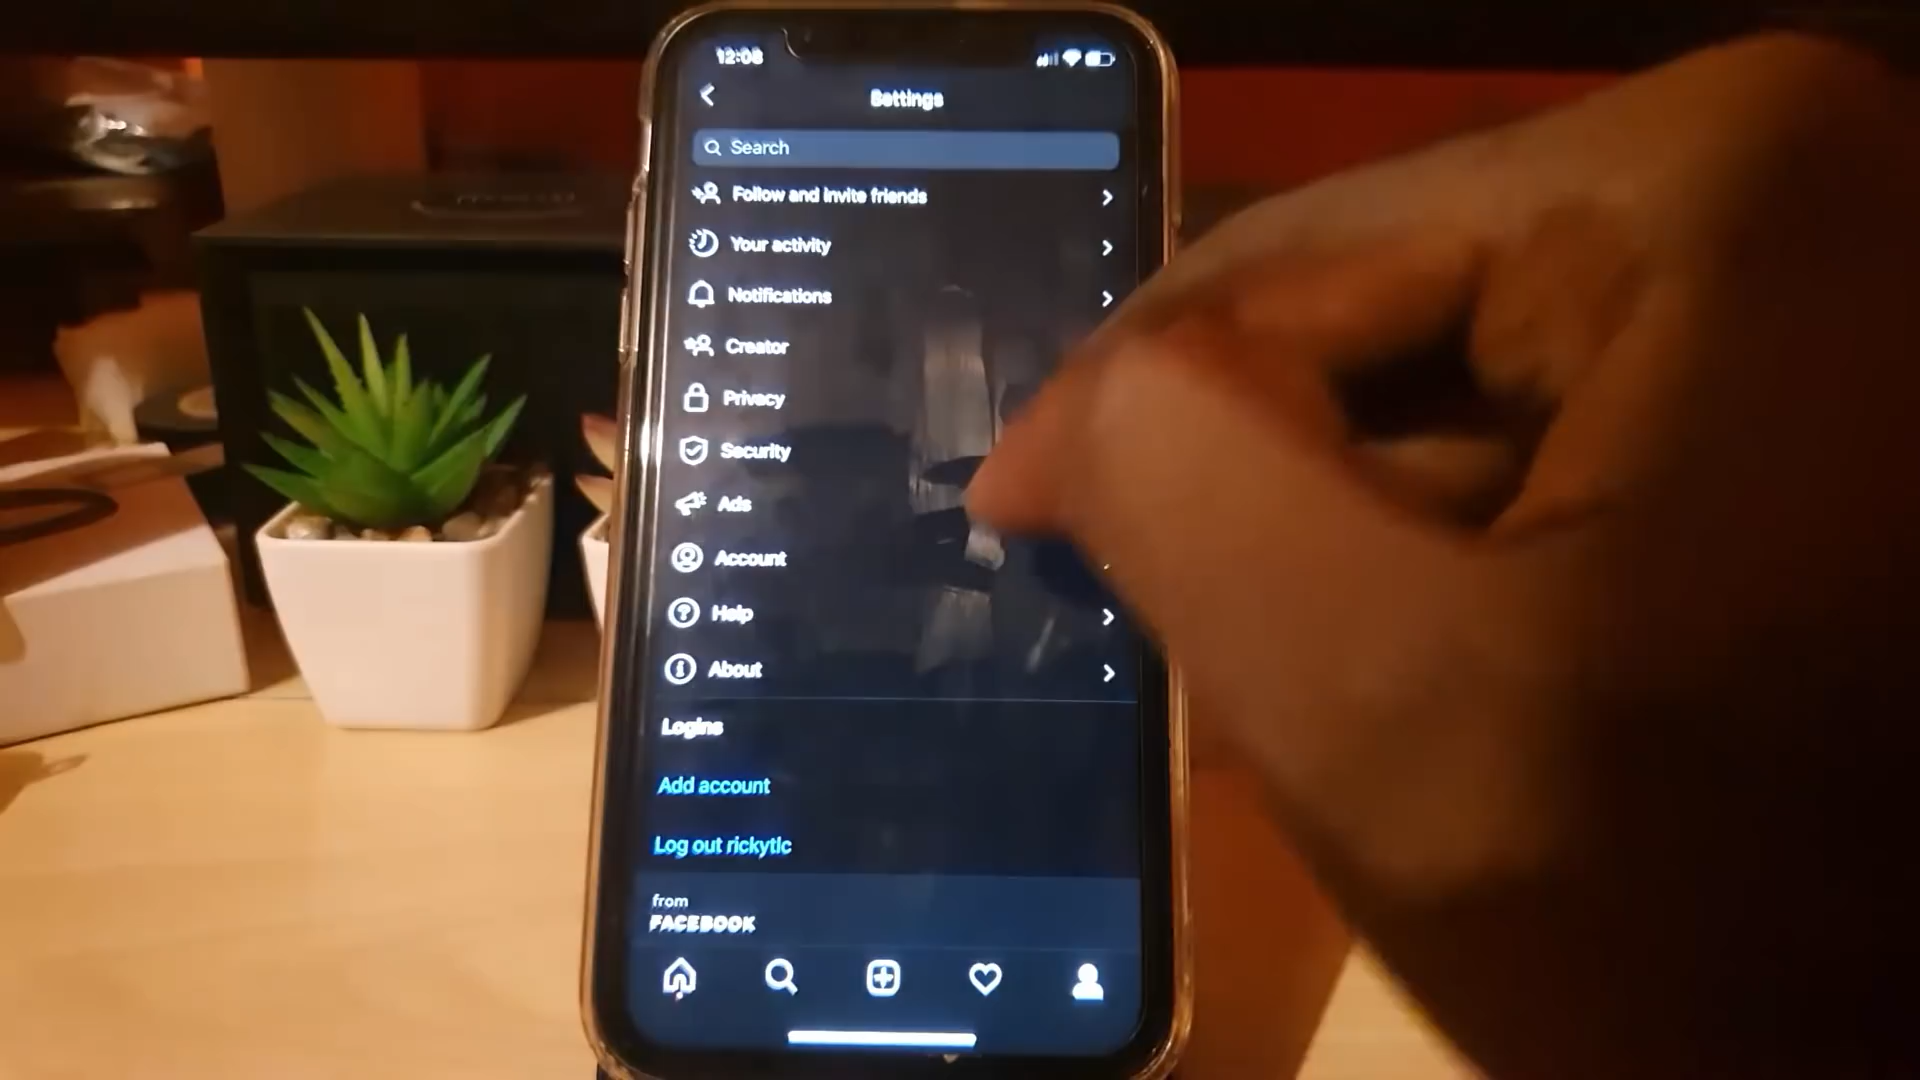 12:08
Settings
Search
Follow and invite friends
Your activity
Notifications
Creator
Privacy
Security
Ads
Account
Help
About
Logins
Add account
Log out rickytlc
from
FACEBOOK